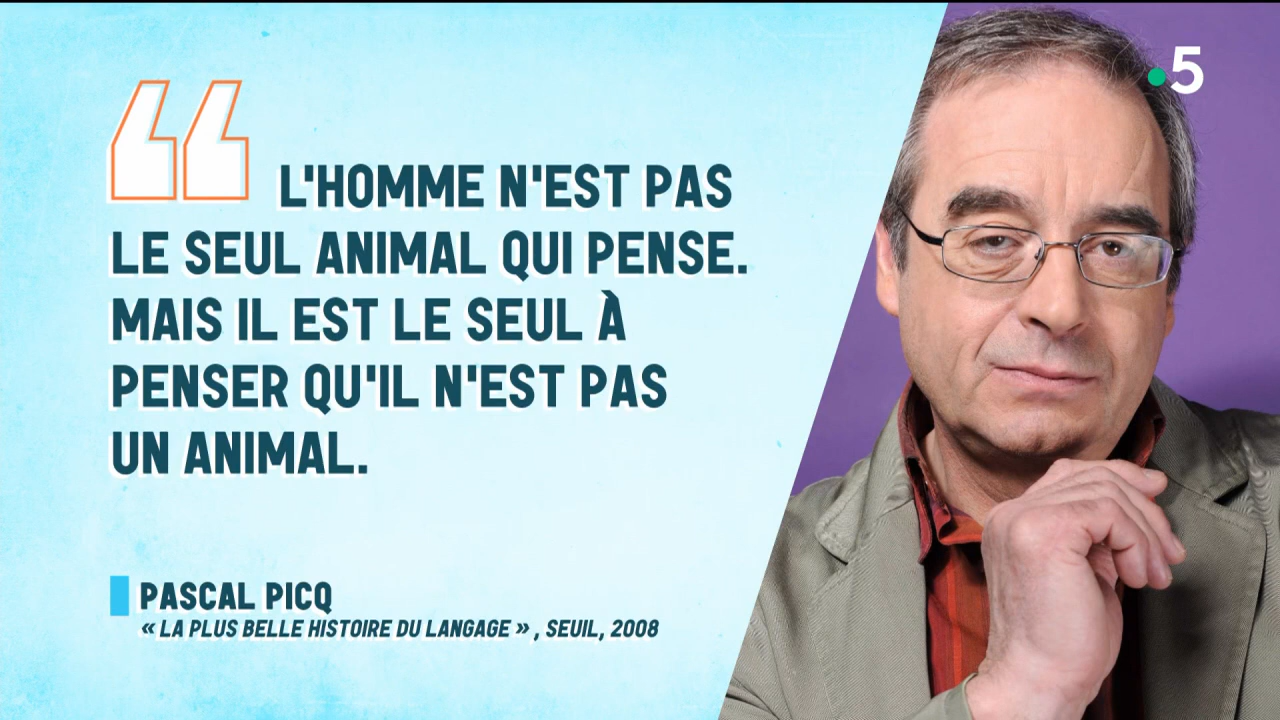 5
L'HOMME N'EST PAS
LE SEUL ANIMAL QUI PENSE.
MAIS IL EST LE SEUL À
PENSER QU'IL N'EST PAS
UN ANIMAL.
PASCAL PICQ
« LA PLUS BELLE HISTOIRE DU LANGAGE » , SEUIL, 2008